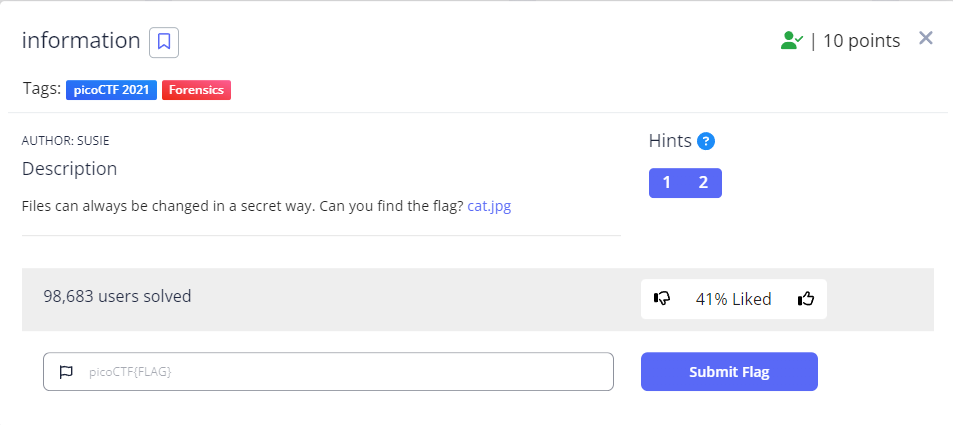 information
| 10 points
Tags: picoCTF 2021 Forensics
AUTHOR: SUSIE
Hints ?
Description
1 2
Files can always be changed in a secret way. Can you find the flag? cat.jpg
98,683 users solved
41% Liked
picoCTF{FLAG}
Submit Flag